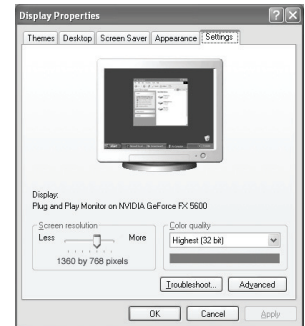 Display Properties
Themes Desktop Screen Saver Appearance Settings
Display:
Plug and Play Monitor on NVIDIA GeForce FX 5600
Screen resolution
Less More
1360 by 768 pixels
Color quality
Highest (32 bit)
Troubleshoot... Advanced
OK Cancel Apply